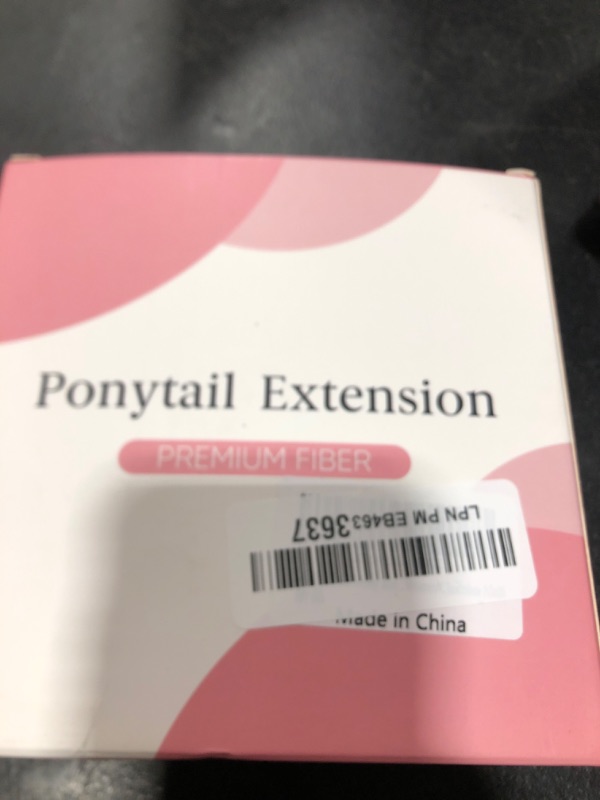 Ponytail Extension
PREMIUM FIBER
LPN PM EB4633637
Made in China